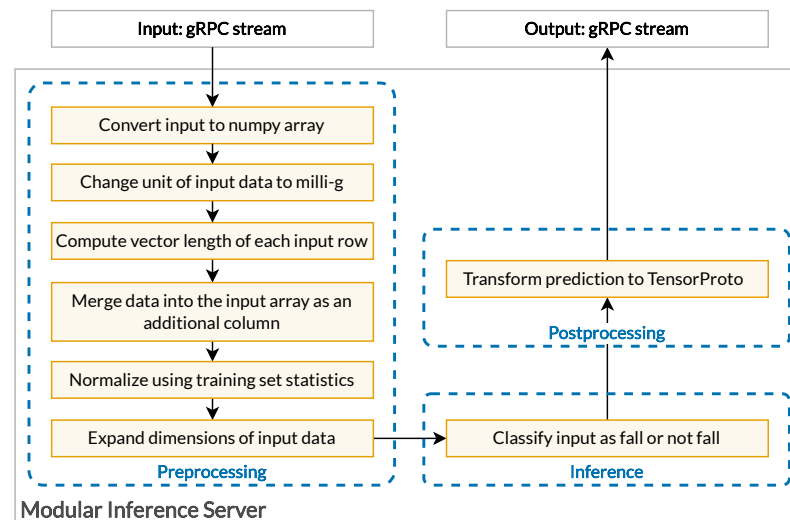 Input: gRPC stream
Output: gRPC stream
Convert input to numpy array
Change unit of input data to milli-g
Compute vector length of each input row
Merge data into the input array as an
additional column
Normalize using training set statistics
Expand dimensions of input data
Preprocessing
Transform prediction to TensorProto
Postprocessing
Classify input as fall or not fall
Inference
Modular Inference Server